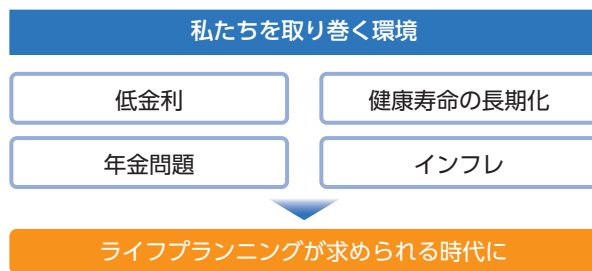 私たちを取り巻く環境
低金利
健康寿命の長期化
年金問題
インフレ
ライフプランニングが求められる時代に